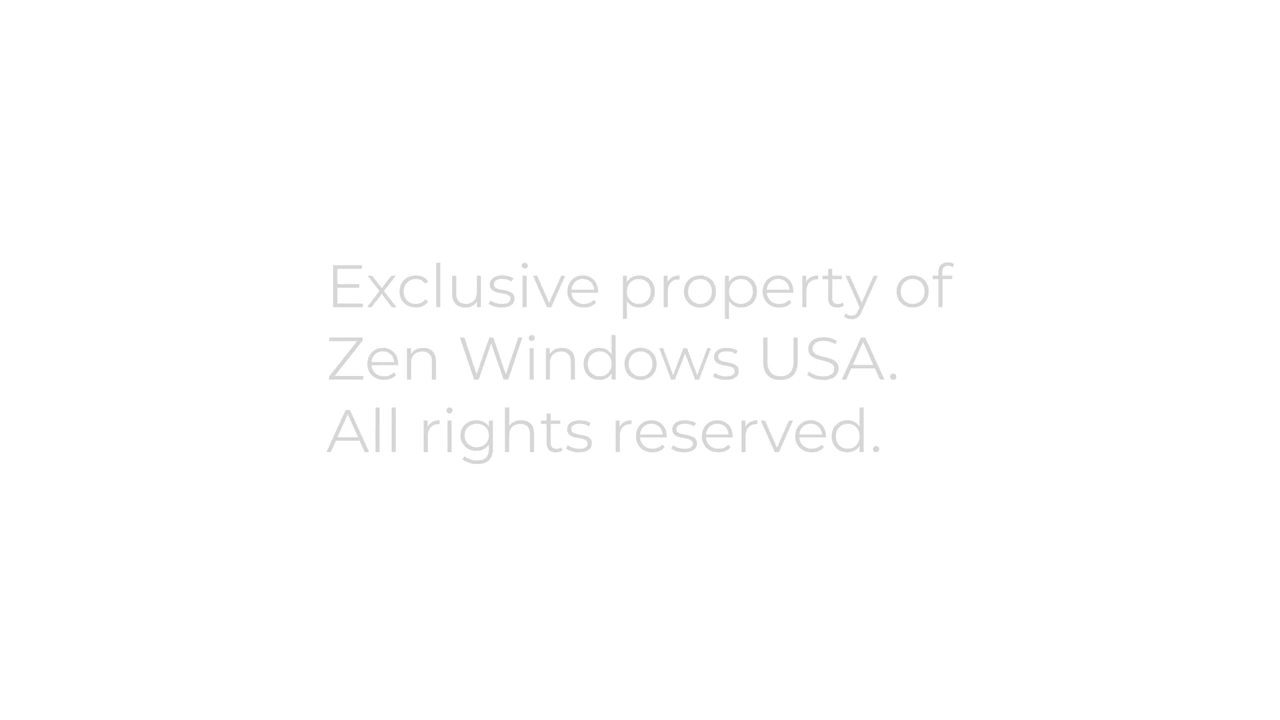 Exclusive property of
Zen Windows USA.
All rights reserved.